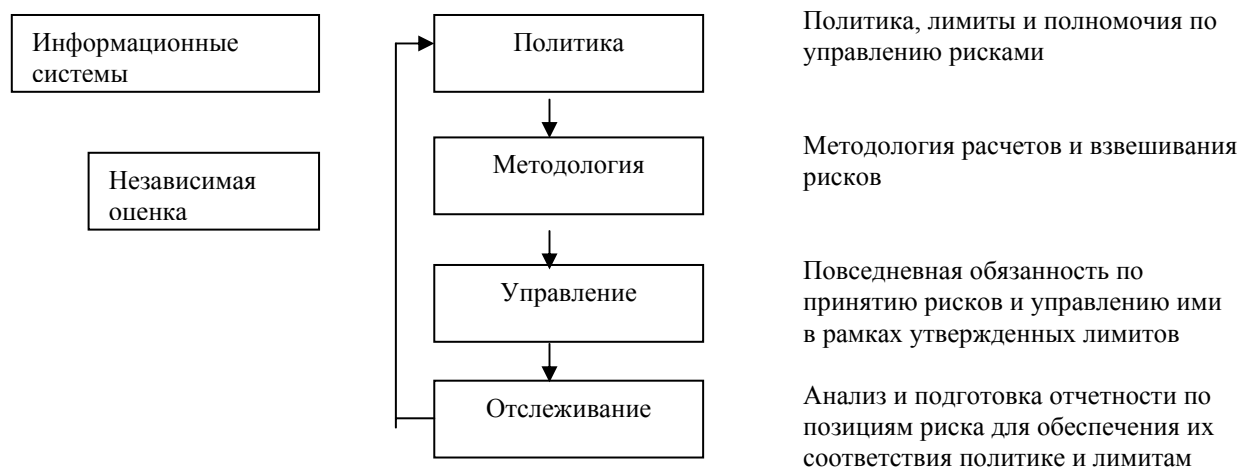 Информационные
системы
Независимая
оценка
Политика
Политика, лимиты и полномочия по
управлению рисками
Методология
Методология расчетов и взвешивания
рисков
Управление
Повседневная обязанность по
принятию рисков и управлению ими
в рамках утвержденных лимитов
Отслеживание
Анализ и подготовка отчетности по
позициям риска для обеспечения их
соответствия политике и лимитам